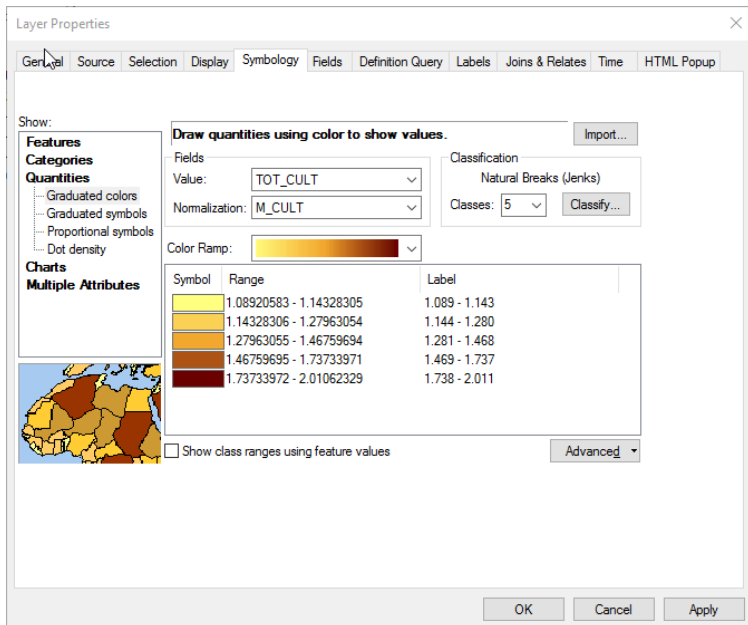 Layer Properties
General Source Selection Display Symbology Fields Definition Query Labels Joins & Relates Time HTML Popup
Show:
Features
Categories
Quantities
Graduated colors
Graduated symbols
Proportional symbols
Dot density
Charts
Multiple Attributes
Draw quantities using color to show values.
Import...
Fields
Value: TOT_CULT
Normalization: M_CULT
Classification
Natural Breaks (Jenks)
Classes: 5 Classify...
Color Ramp:
Symbol Range Label
1.08920583 - 1.14328305 1.089 - 1.143
1.14328306 - 1.27963054 1.144 - 1.280
1.27963055 - 1.46759694 1.281 - 1.468
1.46759695 - 1.73733971 1.469 - 1.737
1.73733972 - 2.01062329 1.738 - 2.011
Show class ranges using feature values
Advanced
OK Cancel Apply